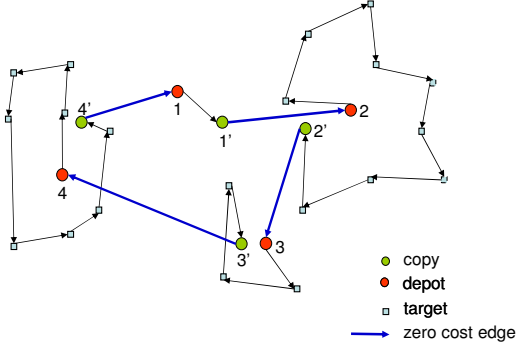 4'
1
1'
2
2'
4
3'
3
copy
depot
target
zero cost edge